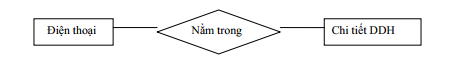 Điện thoại
Nằm trong
Chi tiết DDH